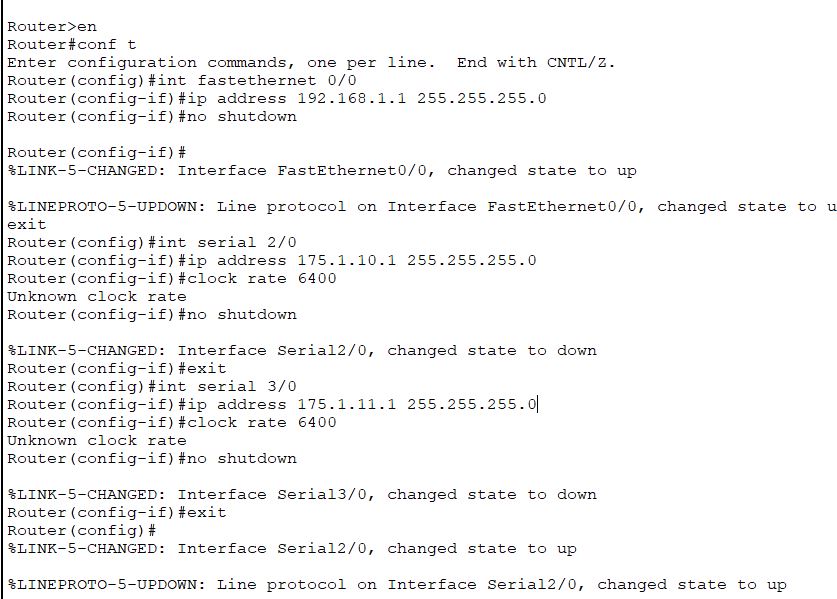 Router>en
Router#conf t
Enter configuration commands, one per line.  End with CNTL/Z.
Router(config)#int fastethernet 0/0
Router(config-if)#ip address 192.168.1.1 255.255.255.0
Router(config-if)#no shutdown
Router(config-if)#
%LINK-5-CHANGED: Interface FastEthernet0/0, changed state to up
%LINEPROTO-5-UPDOWN: Line protocol on Interface FastEthernet0/0, changed state to u
exit
Router(config)#int serial 2/0
Router(config-if)#ip address 175.1.10.1 255.255.255.0
Router(config-if)#clock rate 6400
Unknown clock rate
Router(config-if)#no shutdown
%LINK-5-CHANGED: Interface Serial2/0, changed state to down
Router(config-if)#exit
Router(config)#int serial 3/0
Router(config-if)#ip address 175.1.11.1 255.255.255.0
Router(config-if)#clock rate 6400
Unknown clock rate
Router(config-if)#no shutdown
%LINK-5-CHANGED: Interface Serial3/0, changed state to down
Router(config-if)#exit
Router(config)#
%LINK-5-CHANGED: Interface Serial2/0, changed state to up
%LINEPROTO-5-UPDOWN: Line protocol on Interface Serial2/0, changed state to up